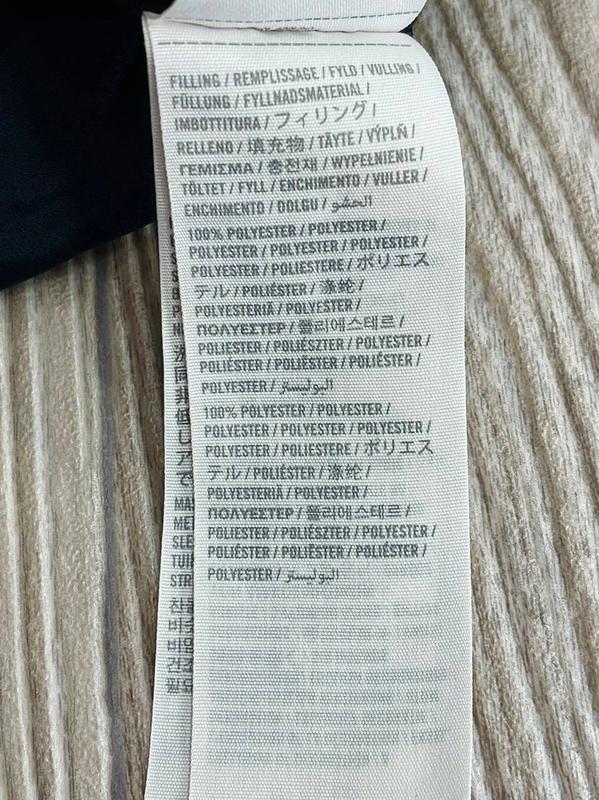 FILLING / REMPLISSAGE / FYLD / VULLING /
FÜLLUNG / FYLLNADSMATERIAL /
IMBOTTITURA / フィリング /
RELLENO / 填充物 / TÄYTE / VÝPLŇ /
ΓΕΜΙΣΜΑ / 충전재 / WYPEŁNIENIE /
TÖLTET / FYLL / ENCHIMENTO / VULLER /
ENCHIMENTO / DOLGU / الحشو
100% POLYESTER / POLYESTER /
POLYESTER / POLYESTER / POLYESTER /
POLYESTER / POLIESTERE / ポリエス
テル / POLIÉSTER / 涤纶 /
POLYESTERIÄ / POLYESTER /
ΠΟΛΥΕΣΤΕΡ / 폴리에스테르 /
POLIESTER / POLIÉSZTER / POLYESTER /
POLIÉSTER / POLIÉSTER / POLIÉSTER /
POLYESTER / البوليستر
100% POLYESTER / POLYESTER /
POLYESTER / POLYESTER / POLYESTER /
POLYESTER / POLIESTERE / ポリエス
テル / POLIÉSTER / 涤纶 /
POLYESTERIÄ / POLYESTER /
ΠΟΛΥΕΣΤΕΡ / 폴리에스테르 /
POLIESTER / POLIÉSZTER / POLYESTER /
POLIÉSTER / POLIÉSTER / POLIÉSTER /
POLYESTER / البوليستر